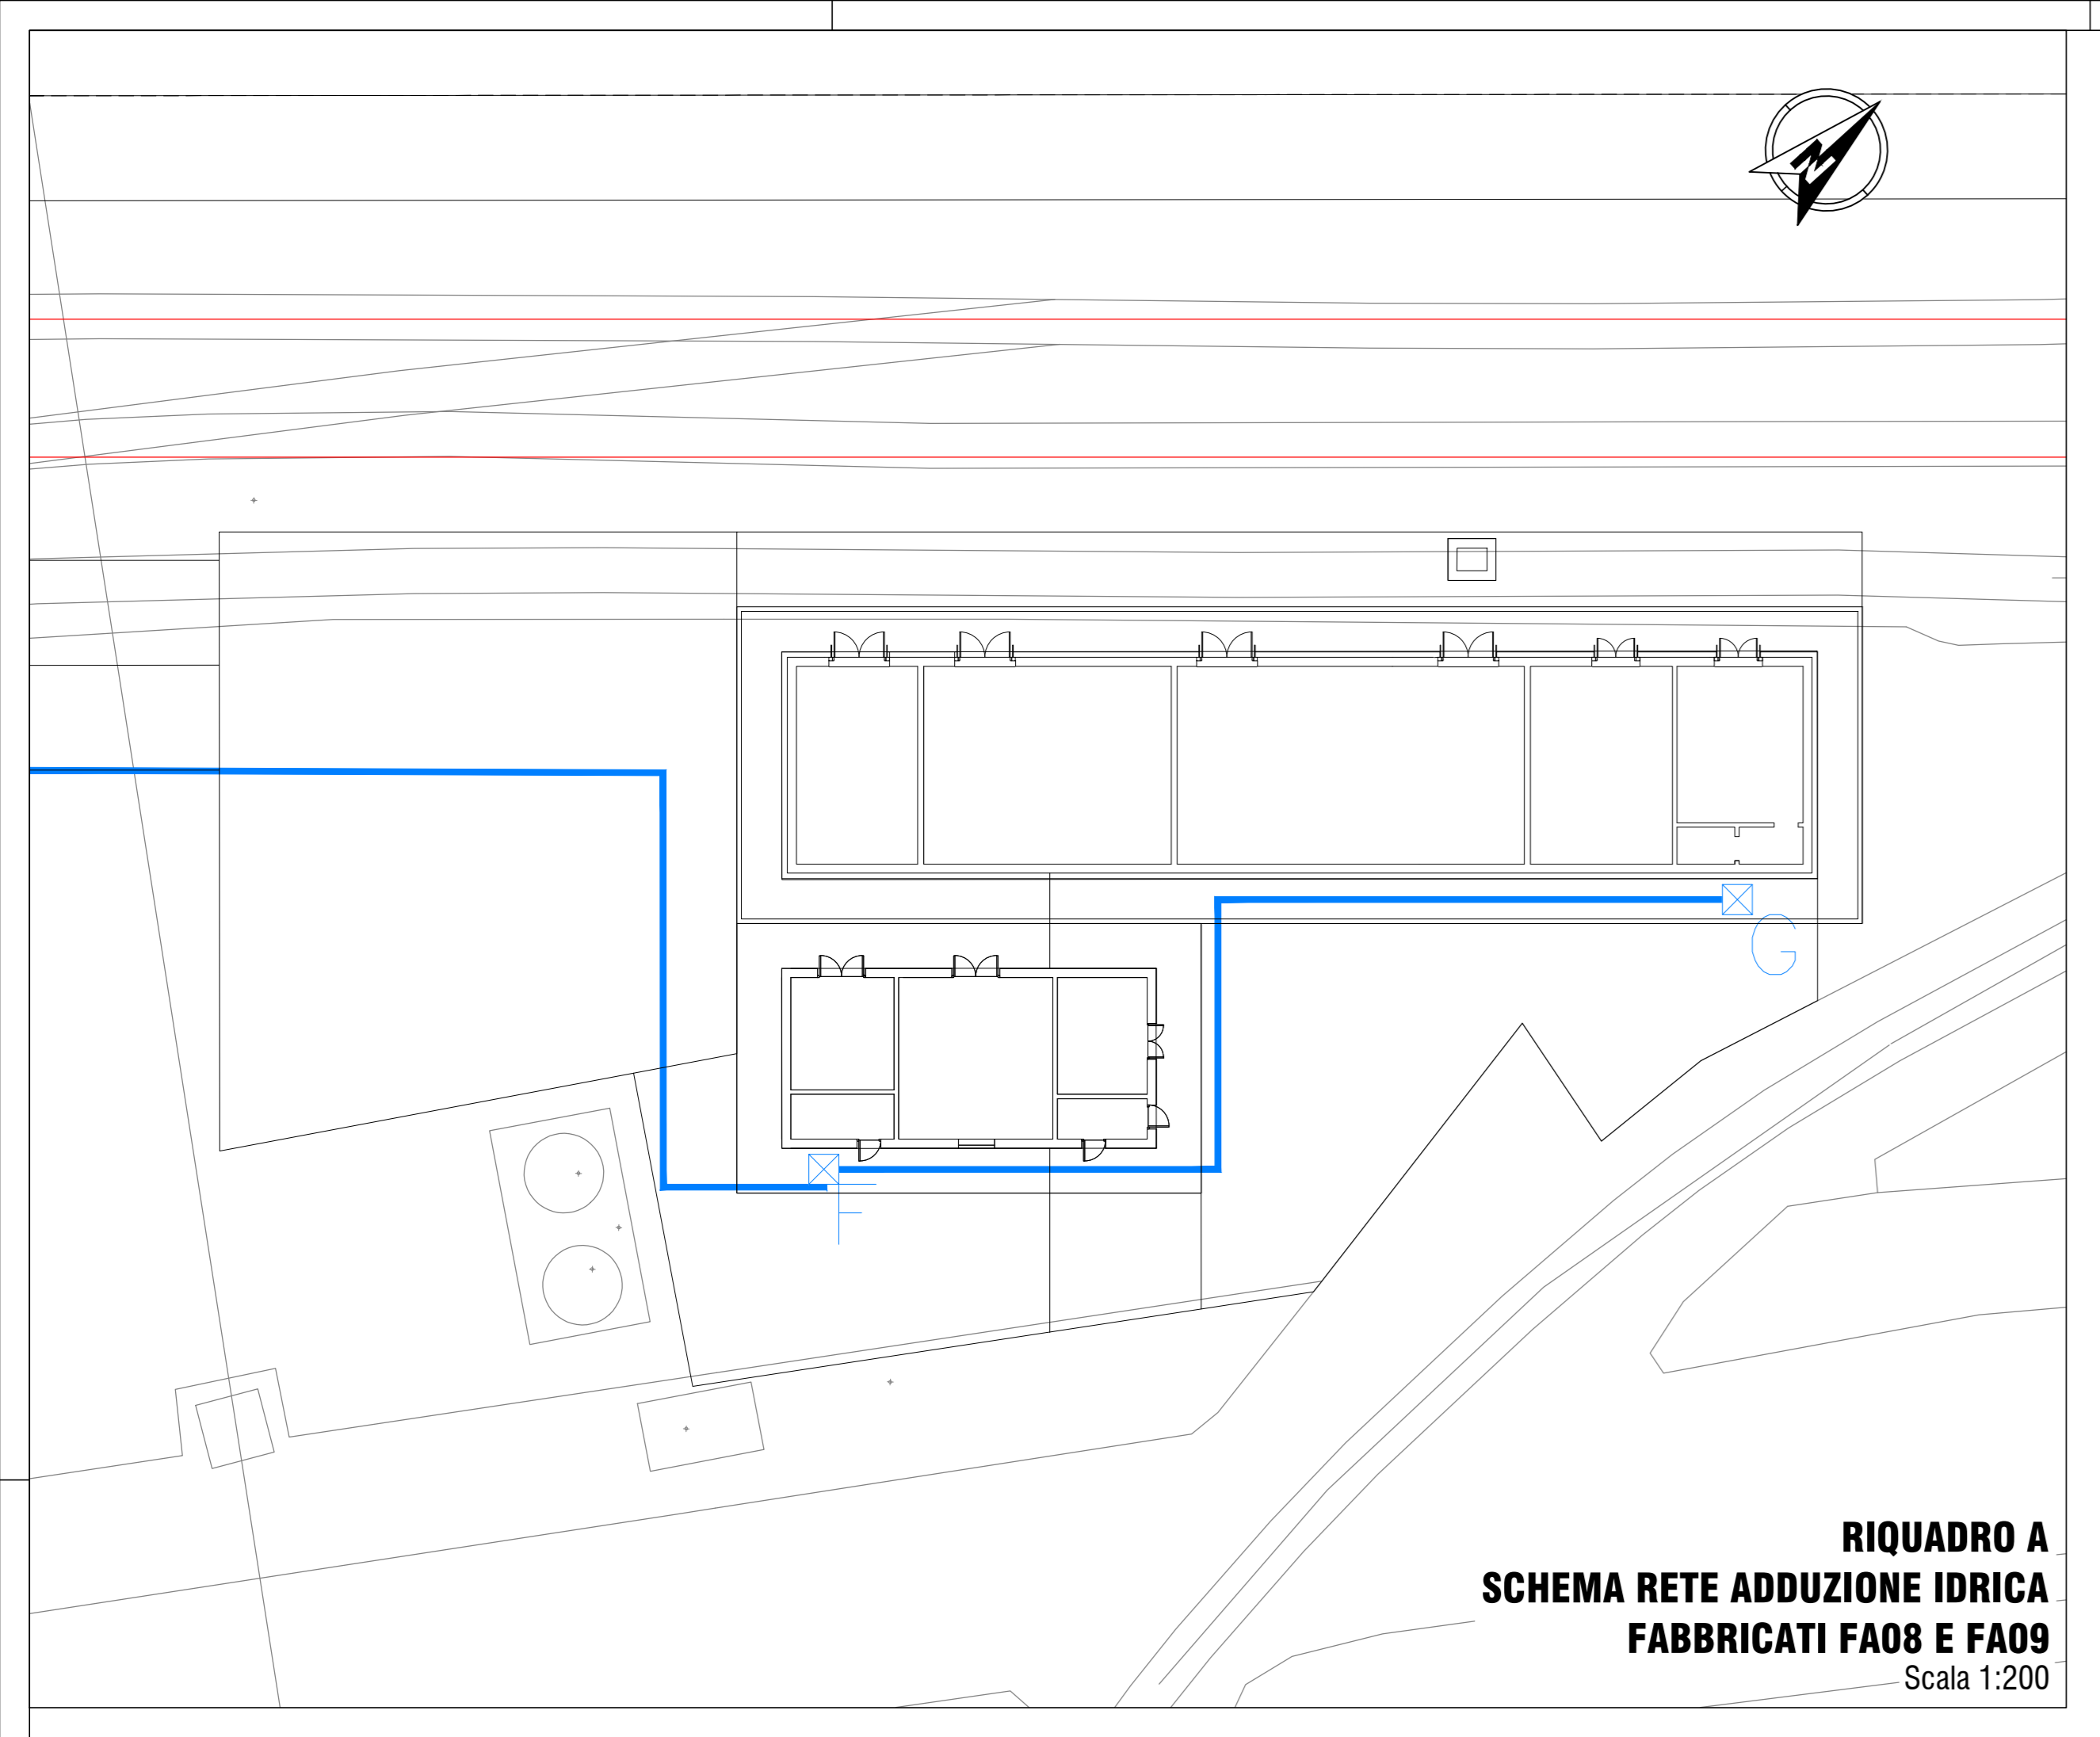 N
G
F
RIQUADRO A
SCHEMA RETE ADDUZIONE IDRICA
FABBRICATI FA08 E FA09
Scala 1:200